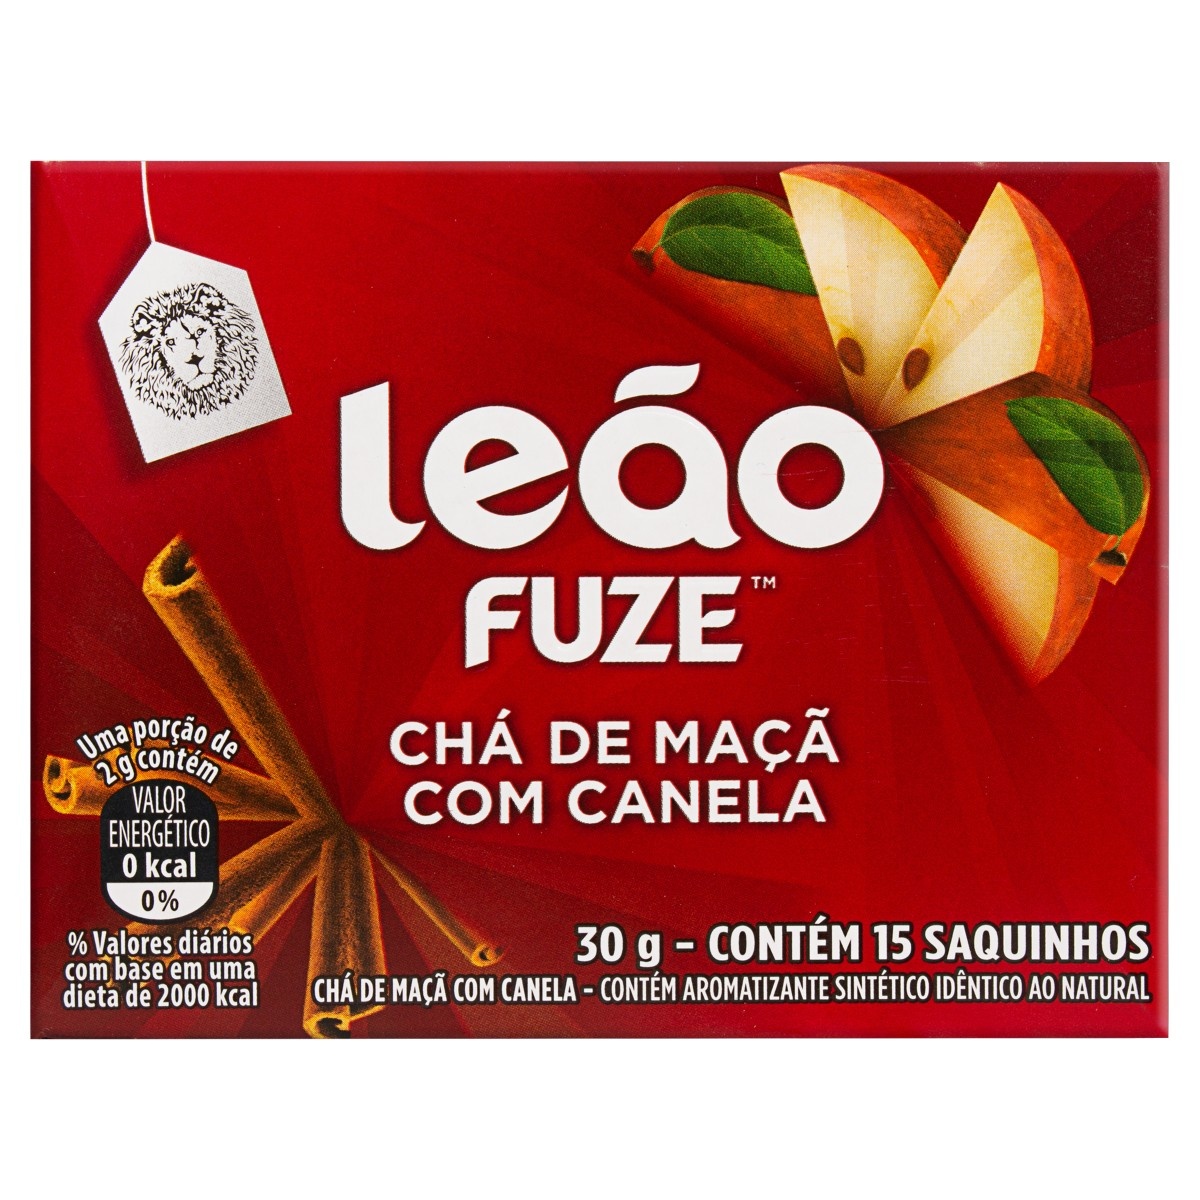 leão
FUZE™
CHÁ DE MAÇÃ
COM CANELA
Uma porção de
2 g contém
VALOR
ENERGÉTICO
0 kcal
0%
% Valores diários
com base em uma
dieta de 2000 kcal
30 g – CONTÉM 15 SAQUINHOS
CHÁ DE MAÇÃ COM CANELA – CONTÉM AROMATIZANTE SINTÉTICO IDÊNTICO AO NATURAL